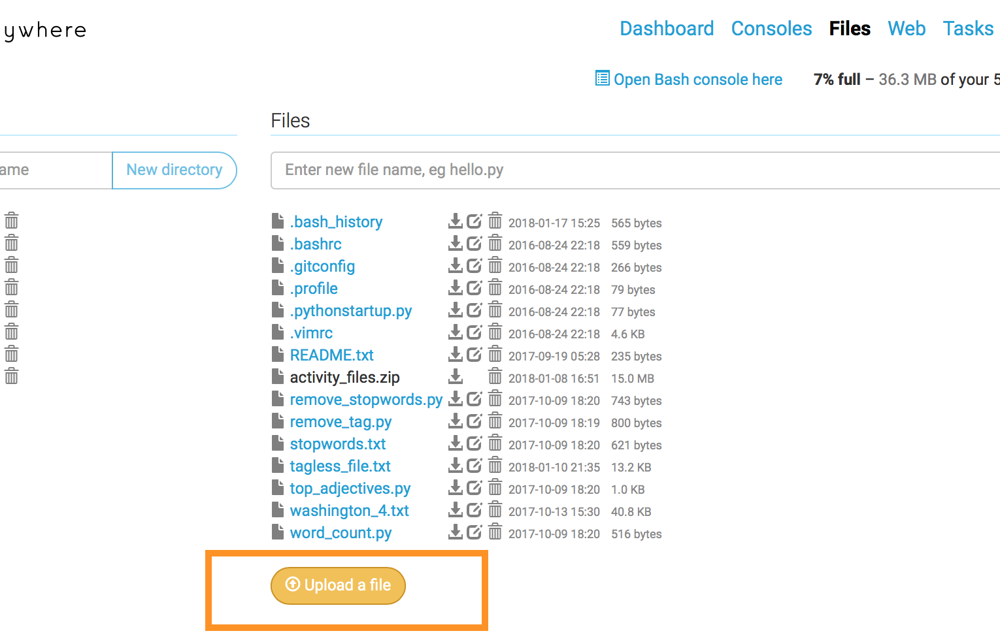 ywhere
Dashboard Consoles Files Web Tasks
Open Bash console here 7% full – 36.3 MB of your 5
Files
ame New directory Enter new file name, eg hello.py
.bash_history 2018-01-17 15:25 565 bytes
.bashrc 2016-08-24 22:18 559 bytes
.gitconfig 2016-08-24 22:18 266 bytes
.profile 2016-08-24 22:18 79 bytes
.pythonstartup.py 2016-08-24 22:18 77 bytes
.vimrc 2016-08-24 22:18 4.6 KB
README.txt 2017-09-19 05:28 235 bytes
activity_files.zip 2018-01-08 16:51 15.0 MB
remove_stopwords.py 2017-10-09 18:20 743 bytes
remove_tag.py 2017-10-09 18:19 800 bytes
stopwords.txt 2017-10-09 18:20 621 bytes
tagless_file.txt 2018-01-10 21:35 13.2 KB
top_adjectives.py 2017-10-09 18:20 1.0 KB
washington_4.txt 2017-10-13 15:30 40.8 KB
word_count.py 2017-10-09 18:20 516 bytes
Upload a file